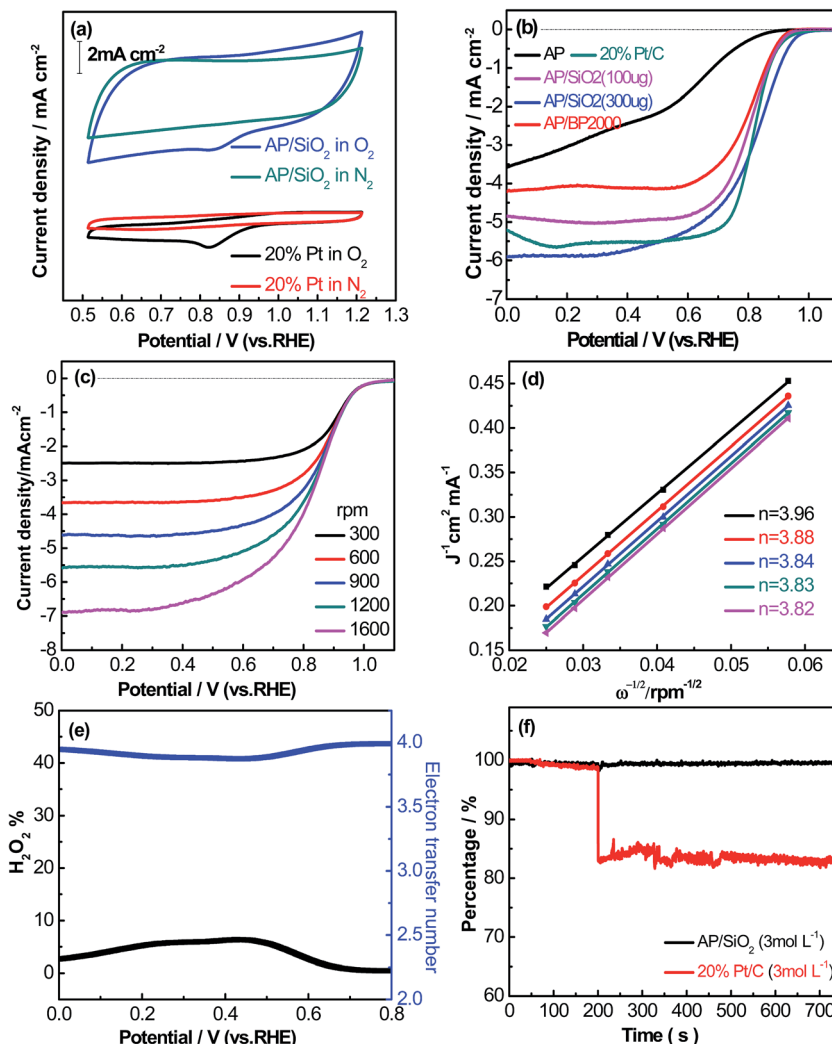 (a)
2mA cm⁻²
AP/SiO₂ in O₂
AP/SiO₂ in N₂
20% Pt in O₂
20% Pt in N₂
Current density / mA cm⁻²
0.5 0.6 0.7 0.8 0.9 1.0 1.1 1.2 1.3
Potential / V (vs.RHE)
(b)
AP 20% Pt/C
AP/SiO2(100ug)
AP/SiO2(300ug)
AP/BP2000
Current density / mA cm⁻²
0
-1
-2
-3
-4
-5
-6
0.0 0.2 0.4 0.6 0.8 1.0
Potential / V (vs.RHE)
(c)
rpm
300
600
900
1200
1600
Current density/mAcm⁻²
0
-1
-2
-3
-4
-5
-6
-7
-8
0.0 0.2 0.4 0.6 0.8 1.0
Potential / V (vs.RHE)
(d)
n=3.96
n=3.88
n=3.84
n=3.83
n=3.82
J⁻¹cm² mA⁻¹
0.45
0.40
0.35
0.30
0.25
0.20
0.15
0.02 0.03 0.04 0.05 0.06
ω⁻¹/²/rpm⁻¹/²
(e)
H₂O₂ %
50
45
40
35
30
25
20
15
10
5
0
4.0
3.5
3.0
2.5
2.0
Electron transfer number
0.0 0.2 0.4 0.6 0.8
Potential / V (vs.RHE)
(f)
AP/SiO₂ (3mol L⁻¹)
20% Pt/C (3mol L⁻¹)
Percentage / %
110
100
90
80
70
60
0 100 200 300 400 500 600 700
Time ( s )